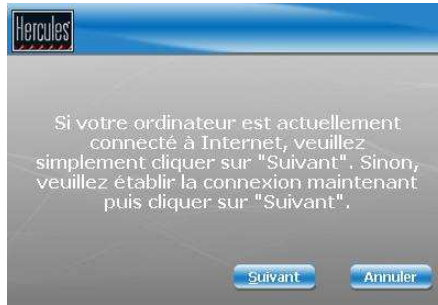 Hercules
Si votre ordinateur est actuellement
connecté à Internet, veuillez
simplement cliquer sur "Suivant". Sinon,
veuillez établir la connexion maintenant
puis cliquer sur "Suivant".
Suivant Annuler